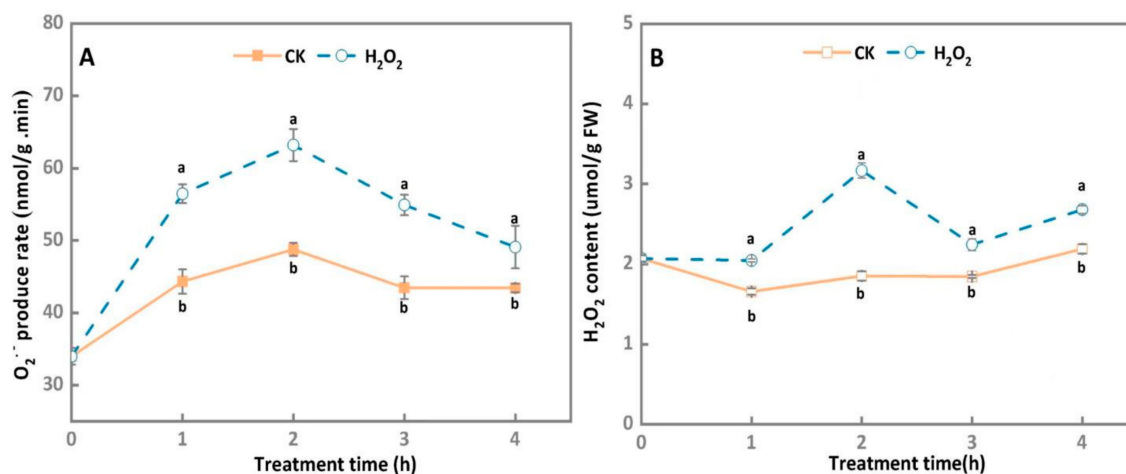 A
CK H₂O₂
80
70
60
50
40
30
O₂·⁻ produce rate (nmol/g .min)
a
a
a
a
b
b
b
b
0 1 2 3 4
Treatment time (h)
B
CK H₂O₂
5
4
3
2
1
0
H₂O₂ content (umol/g FW)
a
a
a
a
b
b
b
b
0 1 2 3 4
Treatment time(h)